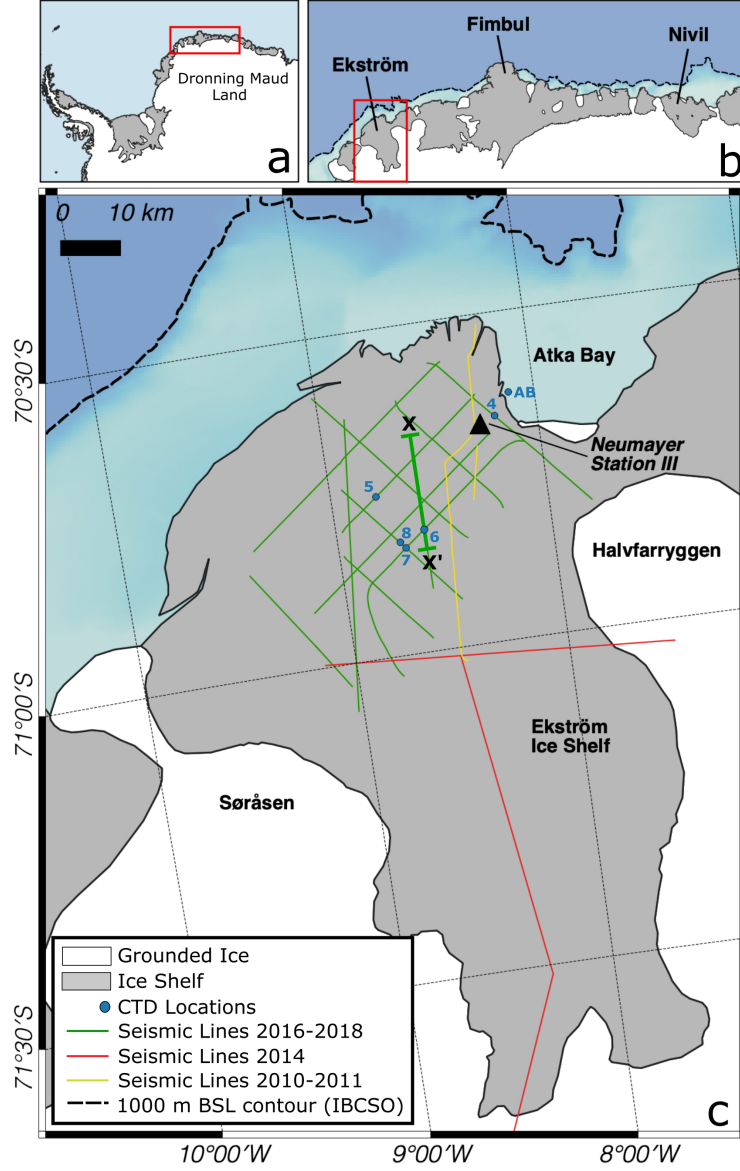 Dronning Maud
Land
a
Fimbul
Nivil
Ekström
b
0 10 km
Atka Bay
AB
4
X
Neumayer
Station III
5
8
6
7
X'
Halvfarryggen
Ekström
Ice Shelf
Søråsen
70°30'S
71°00'S
71°30'S
Grounded Ice
Ice Shelf
CTD Locations
Seismic Lines 2016-2018
Seismic Lines 2014
Seismic Lines 2010-2011
1000 m BSL contour (IBCSO)
c
10°00'W 9°00'W 8°00'W